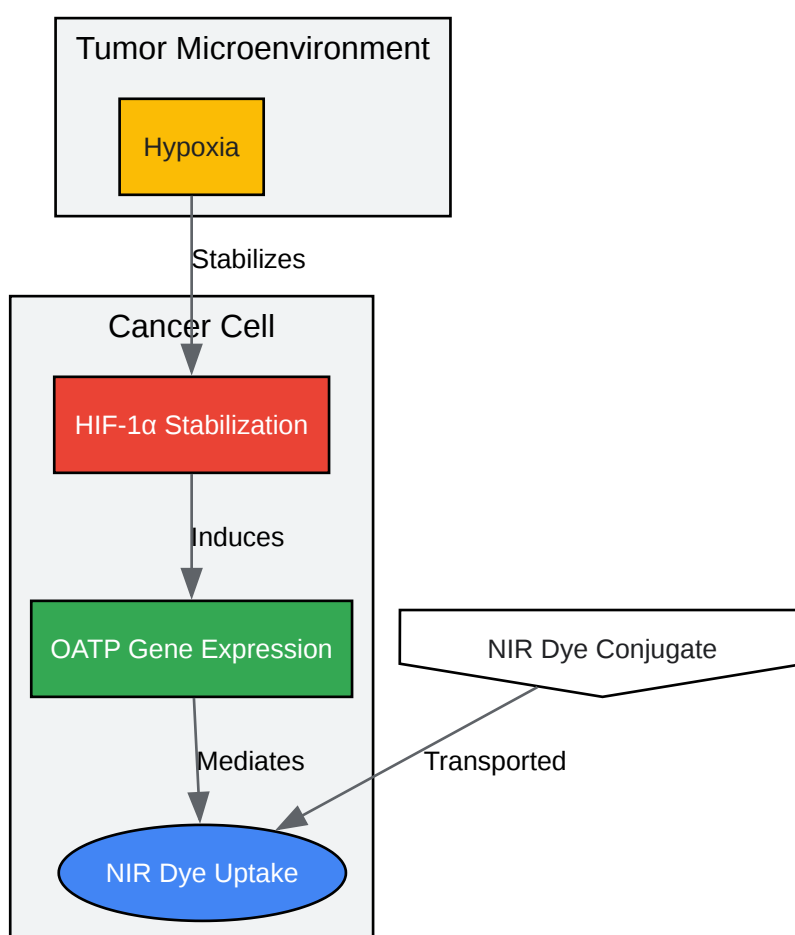 Tumor Microenvironment
Hypoxia
Stabilizes
Cancer Cell
HIF-1α Stabilization
Induces
OATP Gene Expression
NIR Dye Conjugate
Mediates
Transported
NIR Dye Uptake